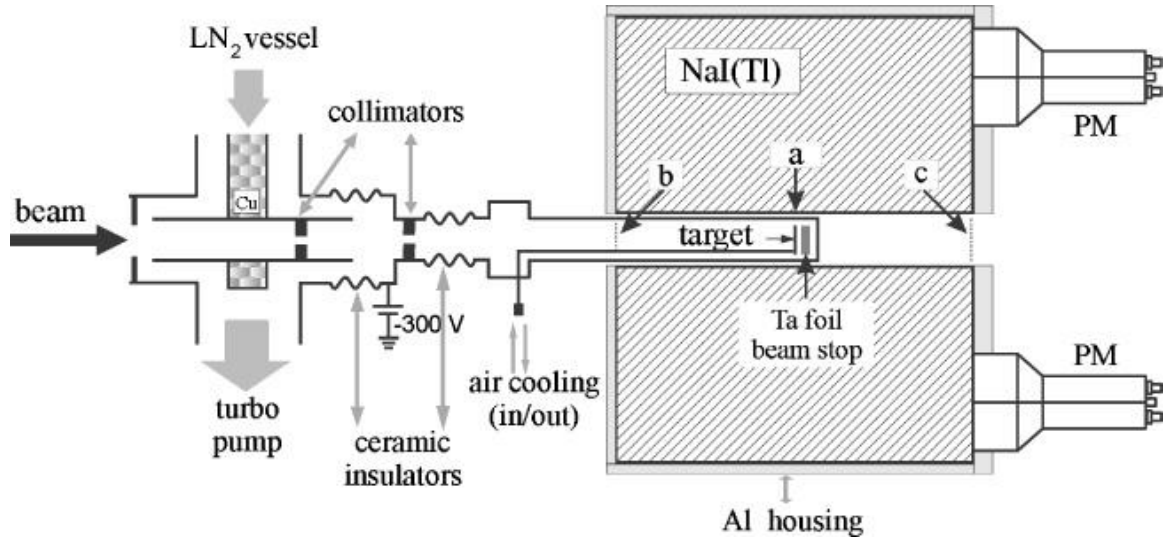 LN2 vessel
collimators
NaI(Tl)
PM
a
b
c
Cu
beam
target
-300 V
Ta foil
beam stop
PM
air cooling
(in/out)
turbo
pump
ceramic
insulators
Al housing